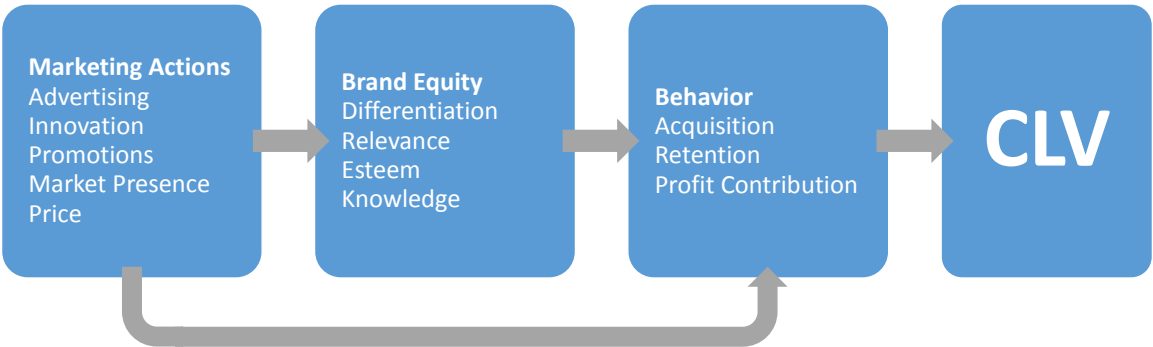 Marketing Actions
Advertising
Innovation
Promotions
Market Presence
Price
Brand Equity
Differentiation
Relevance
Esteem
Knowledge
Behavior
Acquisition
Retention
Profit Contribution
CLV